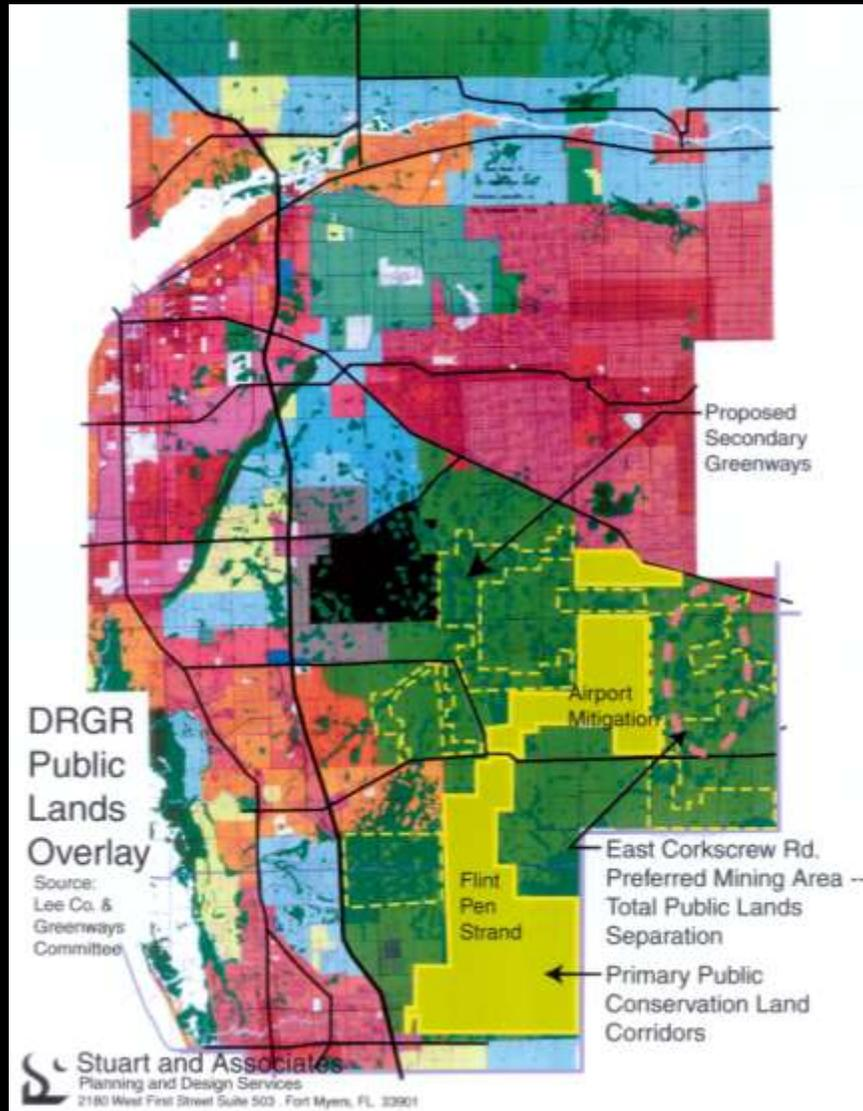 Proposed
Secondary
Greenways
Airport
Mitigation
DRGR
Public
Lands
Overlay
Source:
Lee Co. &
Greenways
Committee
Flint
Pen
Strand
East Corkscrew Rd.
Preferred Mining Area --
Total Public Lands
Separation
Primary Public
Conservation Land
Corridors
Stuart and Associates
Planning and Design Services
2180 West First Street Suite 503 . Fort Myers, FL 33901